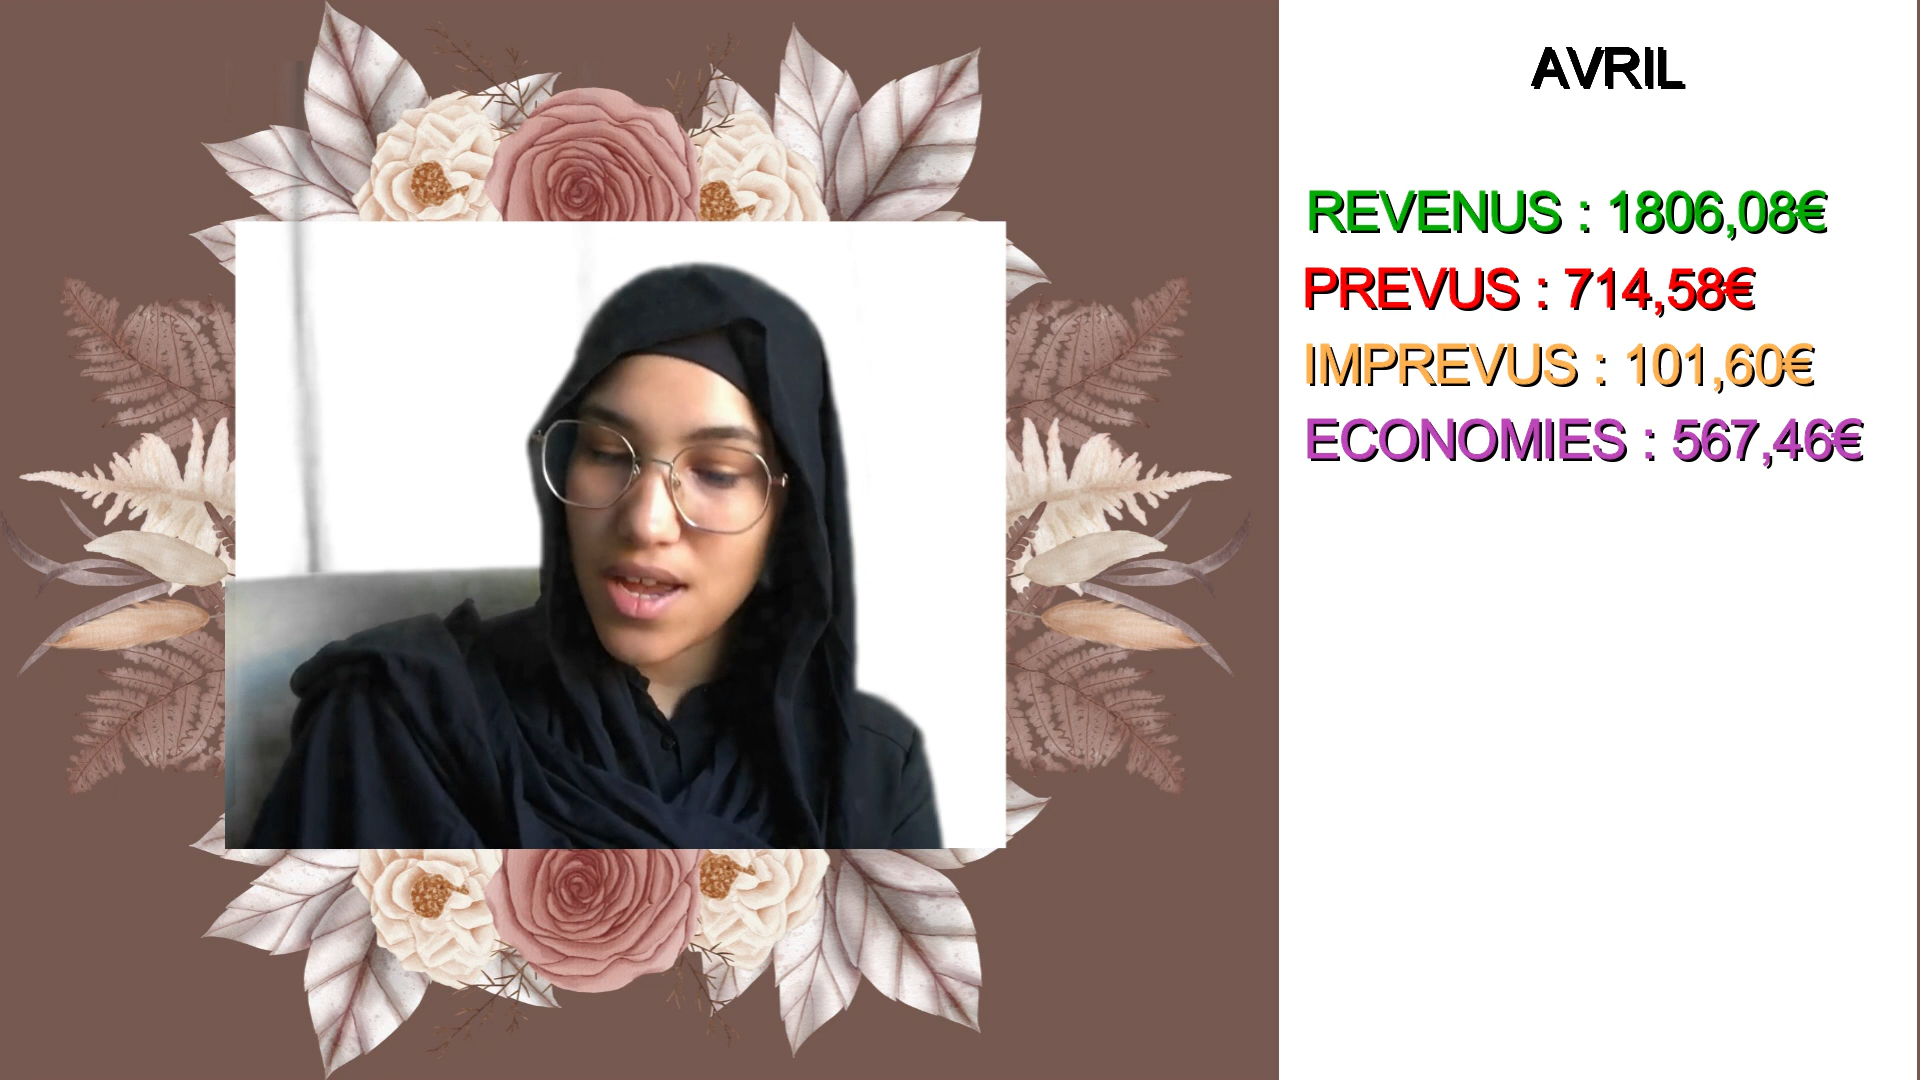 AVRIL
REVENUS : 1806,08€
PREVUS : 714,58€
IMPREVUS : 101,60€
ECONOMIES : 567,46€